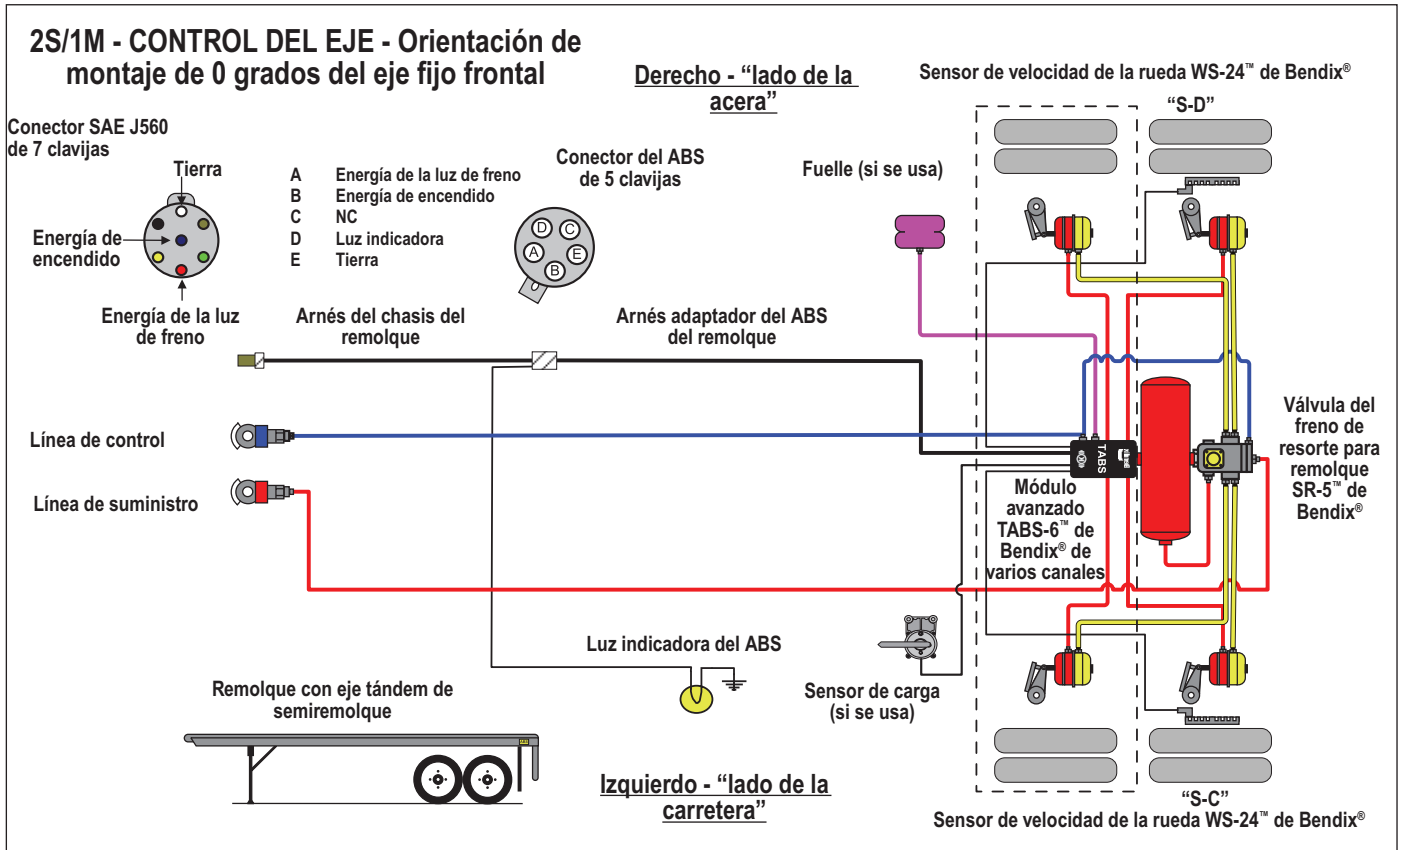 2S/1M - CONTROL DEL EJE - Orientación de
montaje de 0 grados del eje fijo frontal
Derecho - “lado de la
acera”
Sensor de velocidad de la rueda WS-24™ de Bendix®
“S-D”
Conector SAE J560
de 7 clavijas
Tierra
Energía de
encendido
Energía de la luz
de freno
A Energía de la luz de freno
B Energía de encendido
C NC
D Luz indicadora
E Tierra
Conector del ABS
de 5 clavijas
D
C
A
E
B
Fuelle (si se usa)
Arnés del chasis del
remolque
Arnés adaptador del ABS
del remolque
Línea de control
Línea de suministro
TABS
Módulo
avanzado
TABS-6™ de
Bendix® de
varios canales
Válvula del
freno de
resorte para
remolque
SR-5™ de
Bendix®
Luz indicadora del ABS
Sensor de carga
(si se usa)
Remolque con eje tándem de
semirremolque
ABS
Izquierdo - “lado de la
carretera”
“S-C”
Sensor de velocidad de la rueda WS-24™ de Bendix®